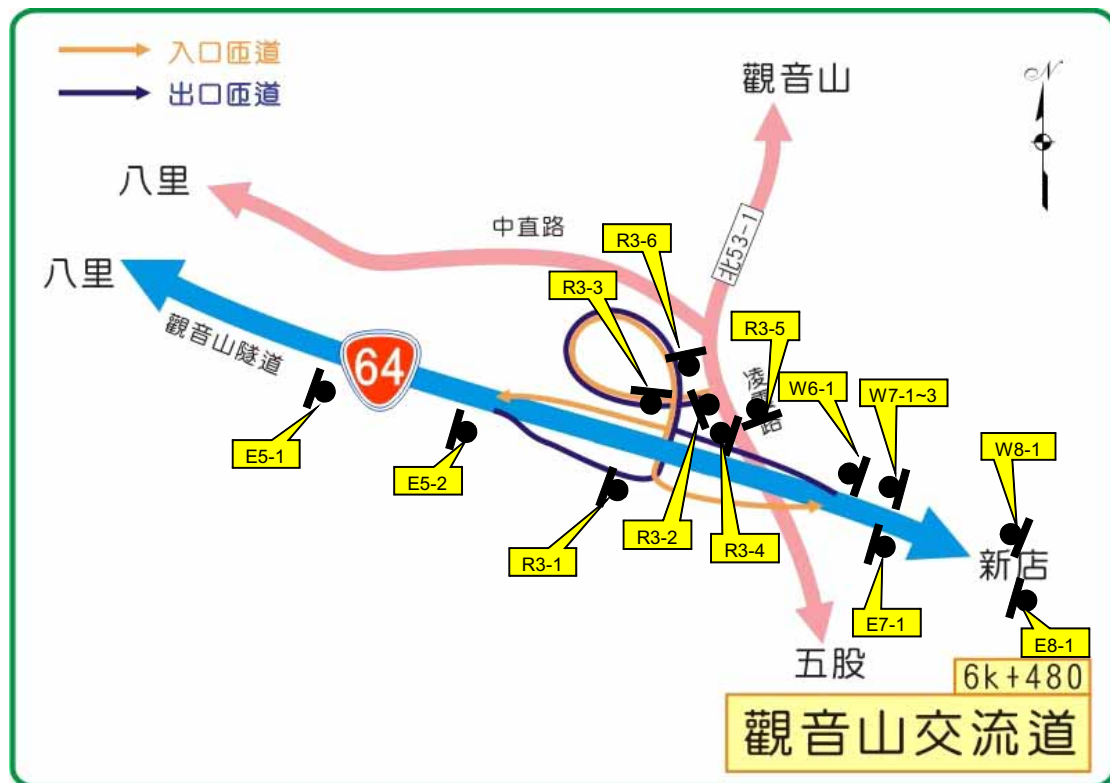 入口匝道
出口匝道
觀音山
N
八里
中直路
北53-1
R3-6
八里
R3-3
觀音山隧道
64
R3-5
凌雲路
W6-1
W7-1~3
E5-1
E5-2
W8-1
R3-1
R3-2
R3-4
新店
E7-1
E8-1
五股
6k+480
觀音山交流道